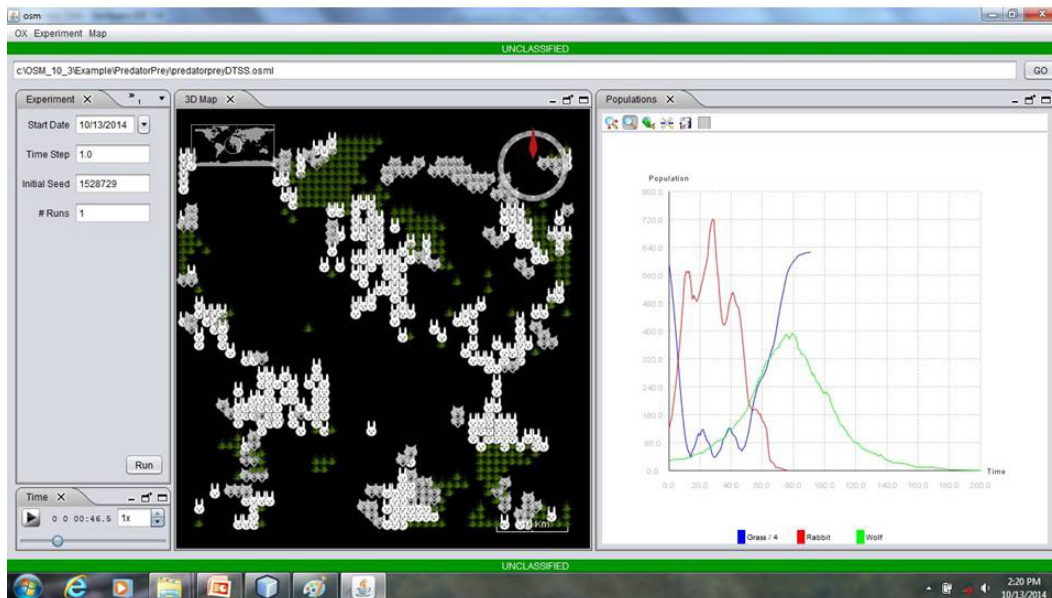 osm
OX Experiment Map
UNCLASSIFIED
c:\OSM_10_3\Example\PredatorPrey\predatorpreyDTSS.osml
GO
Experiment
1
Start Date 10/13/2014
Time Step 1.0
Initial Seed 1528729
# Runs 1
Run
Time
0 0 00:46.5 1x
3D Map
Km
Populations
Population
800.0
720.0
640.0
560.0
480.0
400.0
320.0
240.0
160.0
80.0
0.0
Time
0.0 20.0 40.0 60.0 80.0 100.0 120.0 140.0 160.0 180.0 200.0
Grass / 4 Rabbit Wolf
UNCLASSIFIED
2:20 PM
10/13/2014